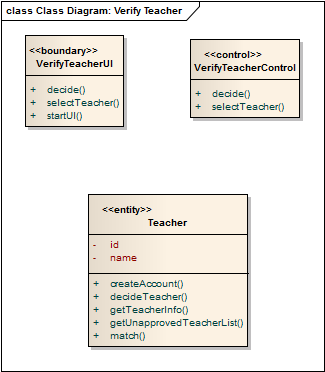 class Class Diagram: Verify Teacher
<<boundary>>
VerifyTeacherUI
+ decide()
+ selectTeacher()
+ startUI()
<<control>>
VerifyTeacherControl
+ decide()
+ selectTeacher()
<<entity>>
Teacher
- id
- name
+ createAccount()
+ decideTeacher()
+ getTeacherInfo()
+ getUnapprovedTeacherList()
+ match()